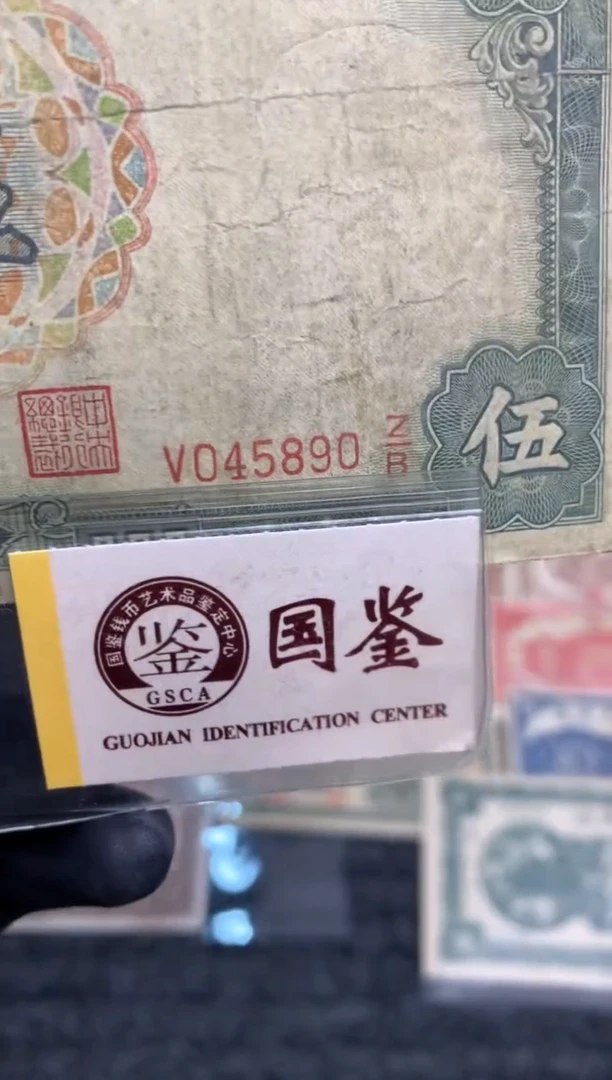 V045890 Z/B
伍
国鉴钱币艺术品鉴定中心
鉴
GSCA
国鉴
GUOJIAN IDENTIFICATION CENTER